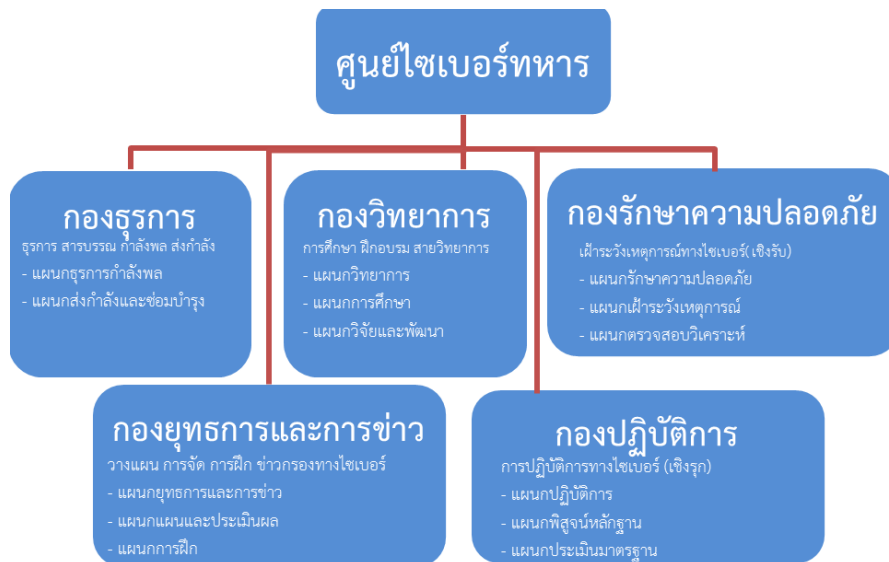 ศูนย์ไซเบอร์ทหาร
กองธุรการ
ธุรการ สารบรรณ กำลังพล ส่งกำลัง
- แผนกธุรการกำลังพล
- แผนกส่งกำลังและซ่อมบำรุง
กองวิทยาการ
การศึกษา ฝึกอบรม สายวิทยาการ
- แผนกวิทยาการ
- แผนกการศึกษา
- แผนกวิจัยและพัฒนา
กองรักษาความปลอดภัย
เฝ้าระวังเหตุการณ์ทางไซเบอร์(เชิงรับ)
- แผนกรักษาความปลอดภัย
- แผนกเฝ้าระวังเหตุการณ์
- แผนกตรวจสอบวิเคราะห์
กองยุทธการและการข่าว
วางแผน การจัด การฝึก ข่าวกรองทางไซเบอร์
- แผนกยุทธการและการข่าว
- แผนกแผนและประเมินผล
- แผนกการฝึก
กองปฏิบัติการ
การปฏิบัติการทางไซเบอร์ (เชิงรุก)
- แผนกปฏิบัติการ
- แผนกพิสูจน์หลักฐาน
- แผนกประเมินมาตรฐาน